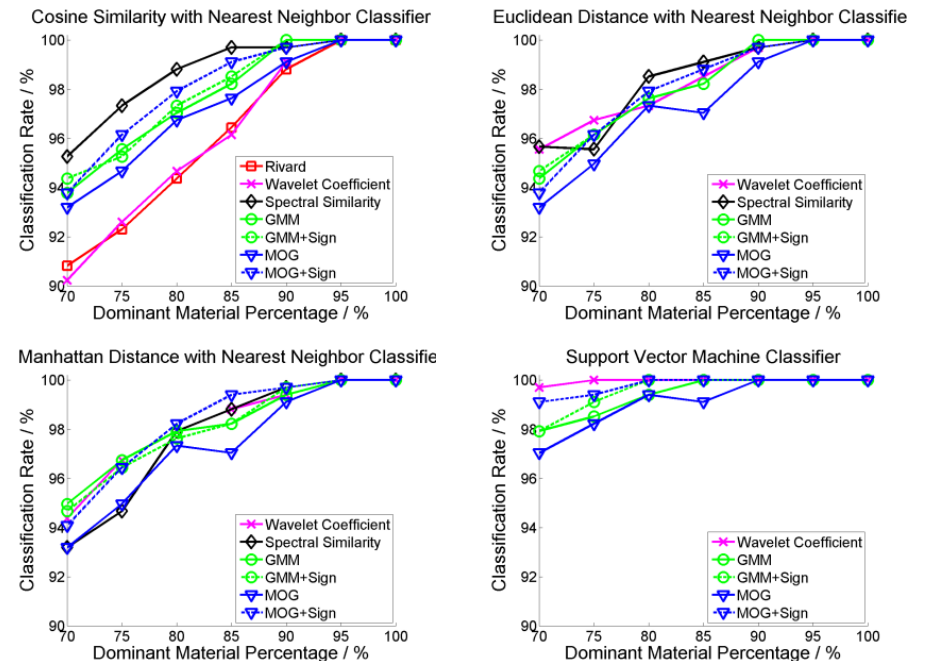 Cosine Similarity with Nearest Neighbor Classifier
Classification Rate / %
100
98
96
94
92
90
70 75 80 85 90 95 100
Dominant Material Percentage / %
Rivard
Wavelet Coefficient
Spectral Similarity
GMM
GMM+Sign
MOG
MOG+Sign
Euclidean Distance with Nearest Neighbor Classifie
Classification Rate / %
100
98
96
94
92
90
70 75 80 85 90 95 100
Dominant Material Percentage / %
Wavelet Coefficient
Spectral Similarity
GMM
GMM+Sign
MOG
MOG+Sign
Manhattan Distance with Nearest Neighbor Classifie
Classification Rate / %
100
98
96
94
92
90
70 75 80 85 90 95 100
Dominant Material Percentage / %
Wavelet Coefficient
Spectral Similarity
GMM
GMM+Sign
MOG
MOG+Sign
Support Vector Machine Classifier
Classification Rate / %
100
98
96
94
92
90
70 75 80 85 90 95 100
Dominant Material Percentage / %
Wavelet Coefficient
GMM
GMM+Sign
MOG
MOG+Sign